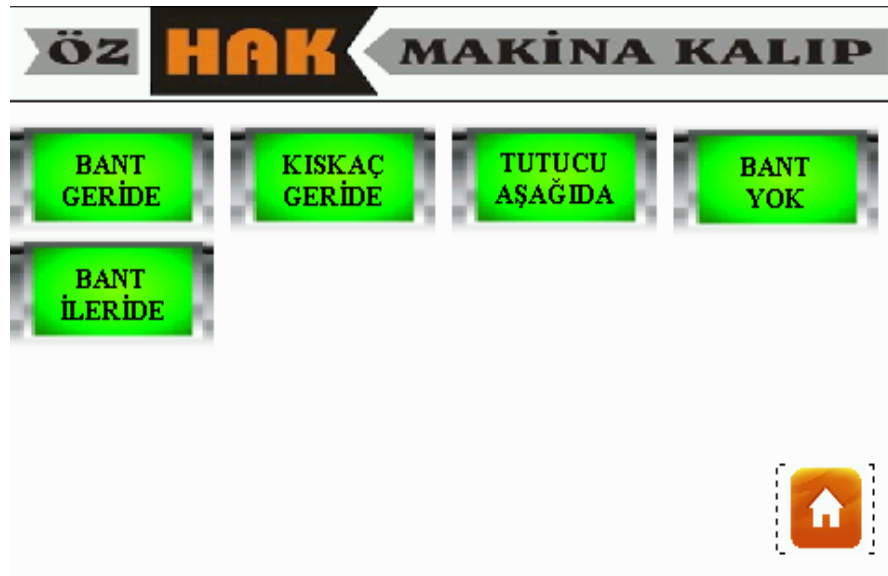 ÖZ HAK MAKİNA KALIP
BANT
GERİDE
KISKAÇ
GERİDE
TUTUCU
AŞAĞIDA
BANT
YOK
BANT
İLERİDE